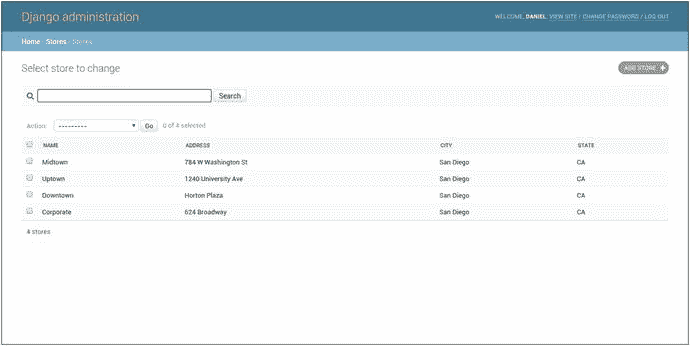 Django administration
WELCOME, DANIEL. VIEW SITE / CHANGE PASSWORD / LOG OUT
Home Stores Stores
Select store to change
ADD STORE +
Search
Action: --------- Go 0 of 4 selected
NAME ADDRESS CITY STATE
Midtown 784 W Washington St San Diego CA
Uptown 1240 University Ave San Diego CA
Downtown Horton Plaza San Diego CA
Corporate 624 Broadway San Diego CA
4 stores